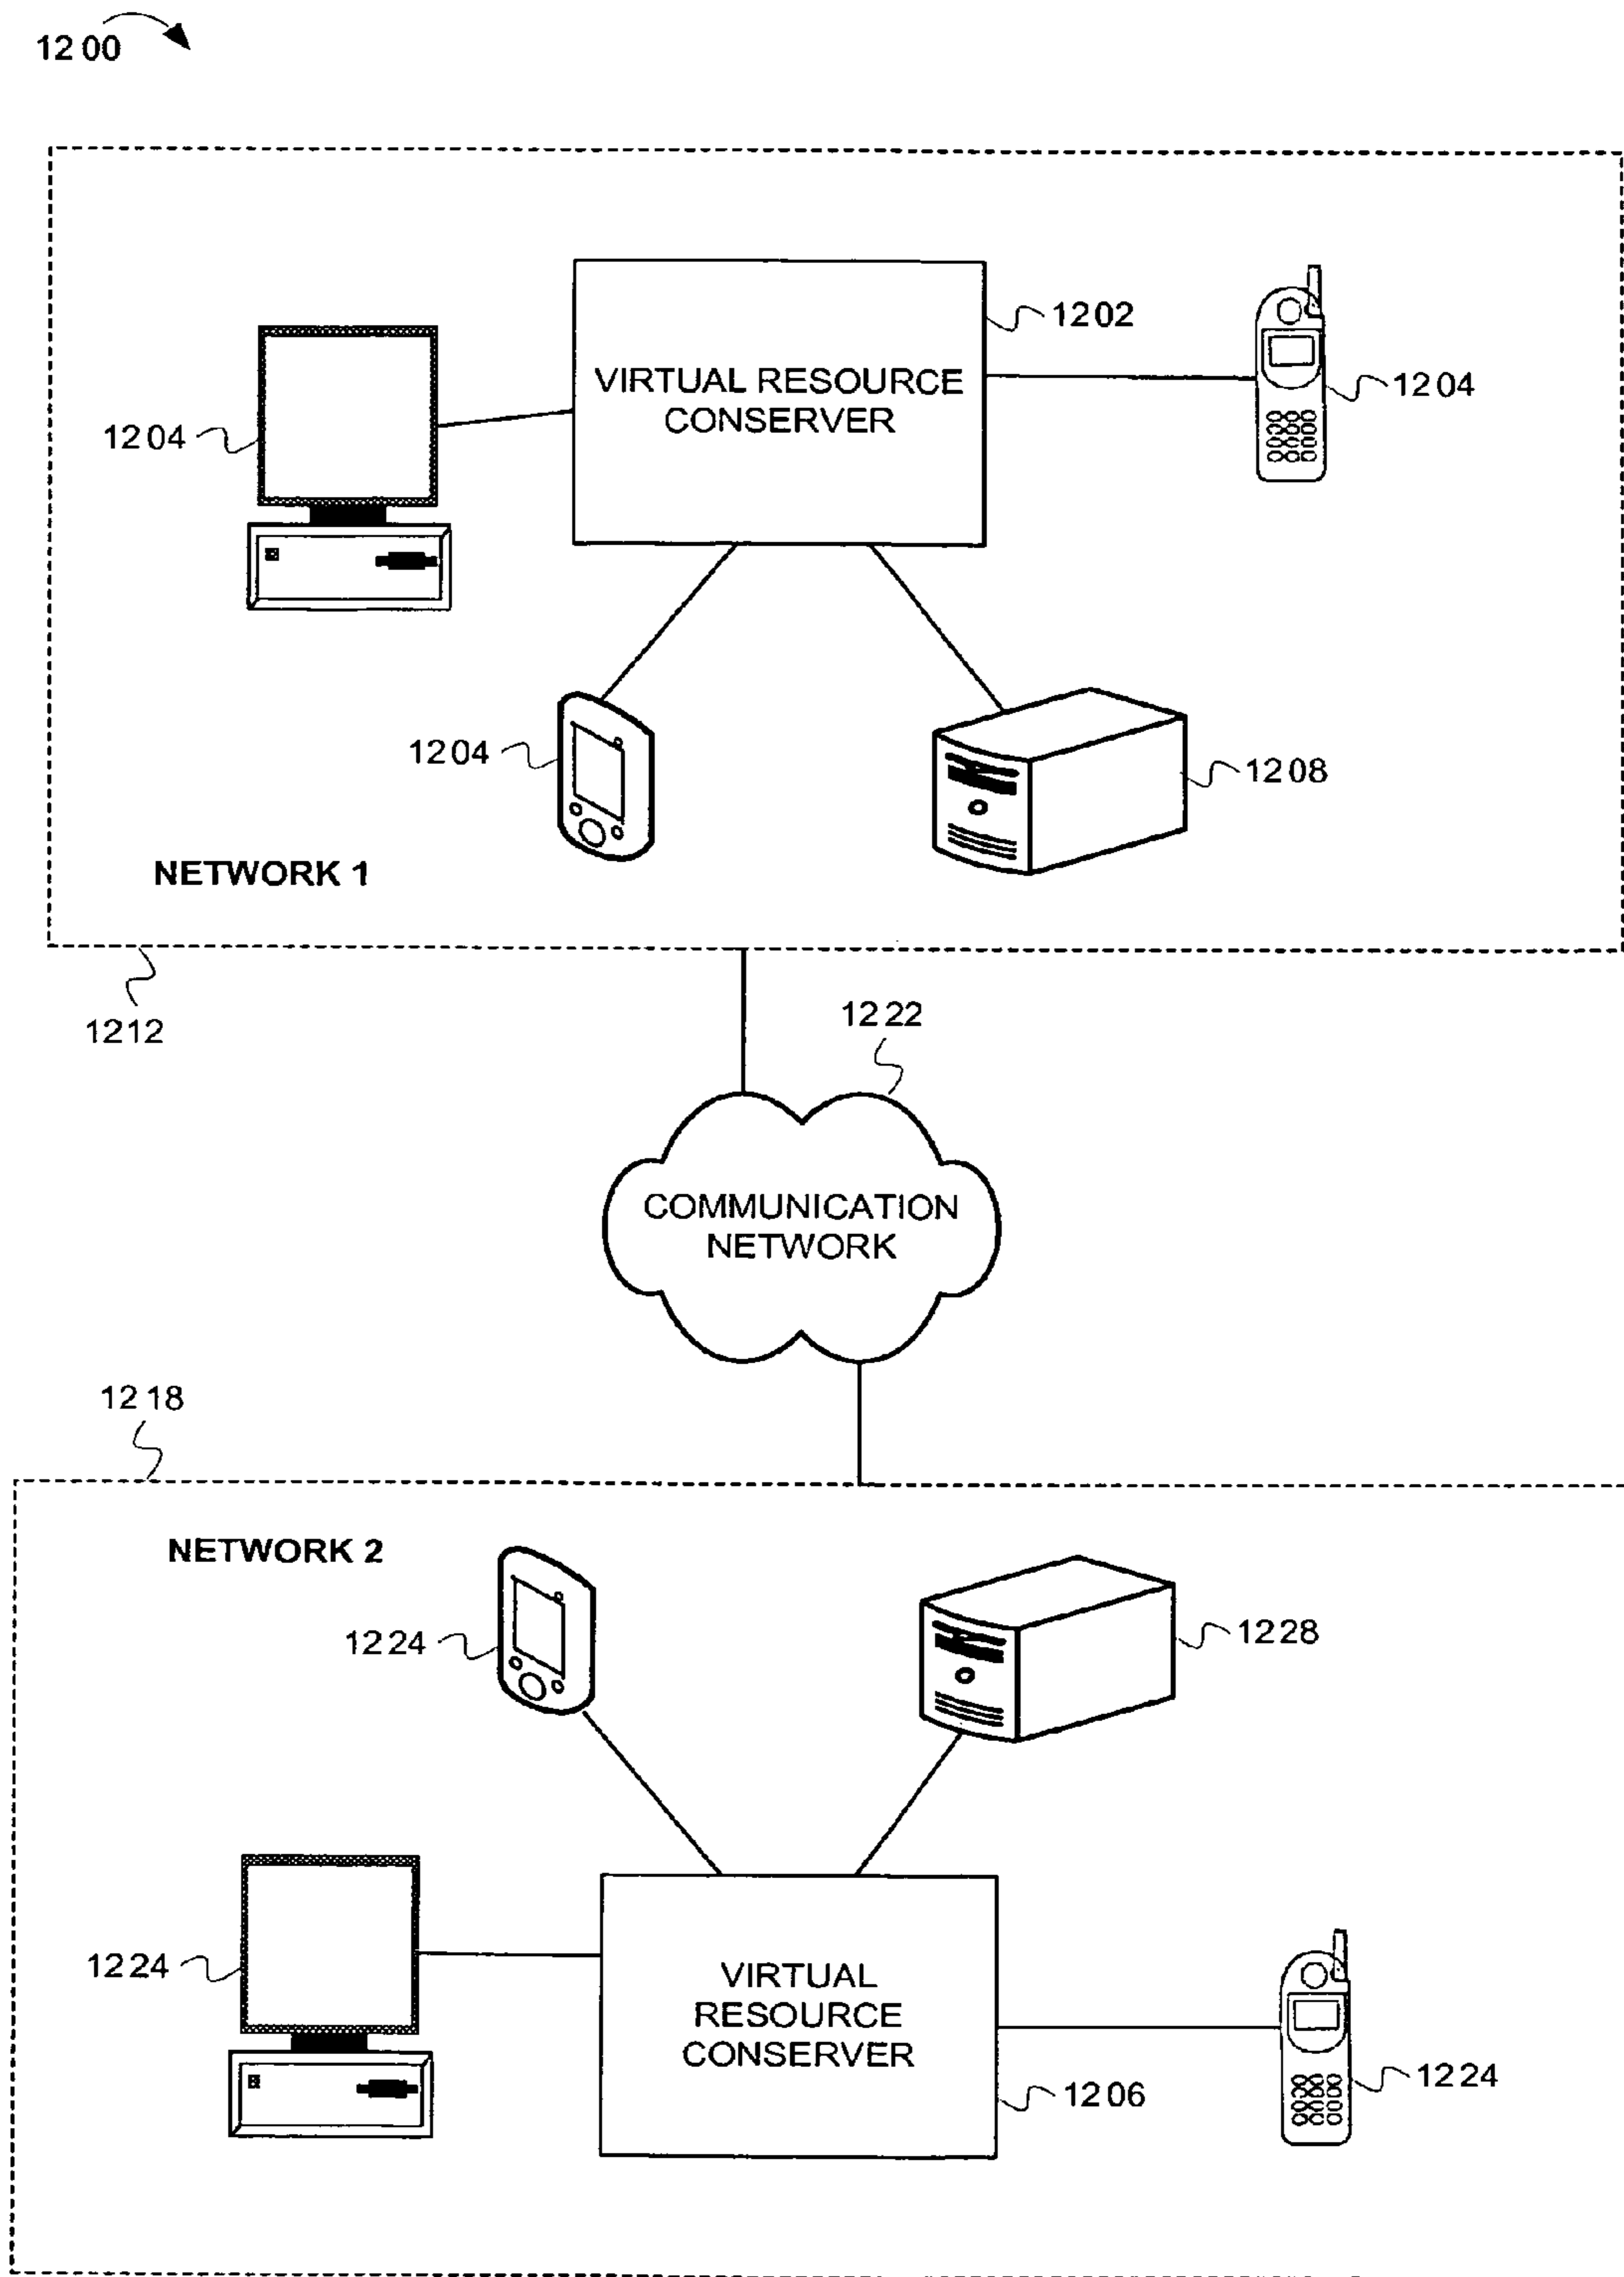 1200
1202
VIRTUAL RESOURCE
CONSERVER
1204
1204
1204
1208
NETWORK 1
1212
1222
COMMUNICATION
NETWORK
1218
NETWORK 2
1224
1228
1224
VIRTUAL
RESOURCE
CONSERVER
1224
1206